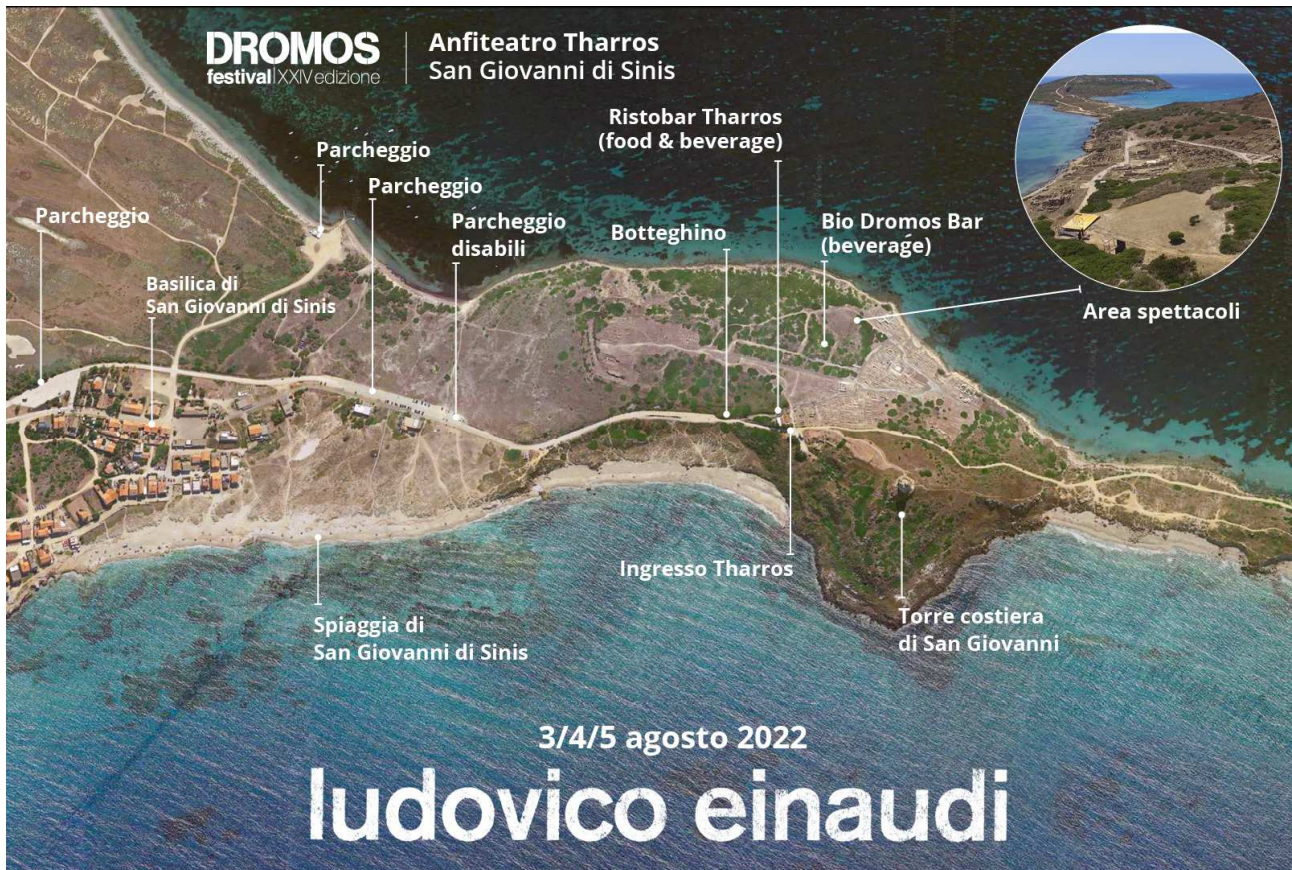 DROMOS
festival|XXIV edizione
Anfiteatro Tharros
San Giovanni di Sinis
Ristobar Tharros
(food & beverage)
Parcheggio
Parcheggio
Parcheggio
Parcheggio
disabili
Botteghino
Bio Dromos Bar
(beverage)
Basilica di
San Giovanni di Sinis
Area spettacoli
Ingresso Tharros
Torre costiera
di San Giovanni
Spiaggia di
San Giovanni di Sinis
3/4/5 agosto 2022
ludovico einaudi